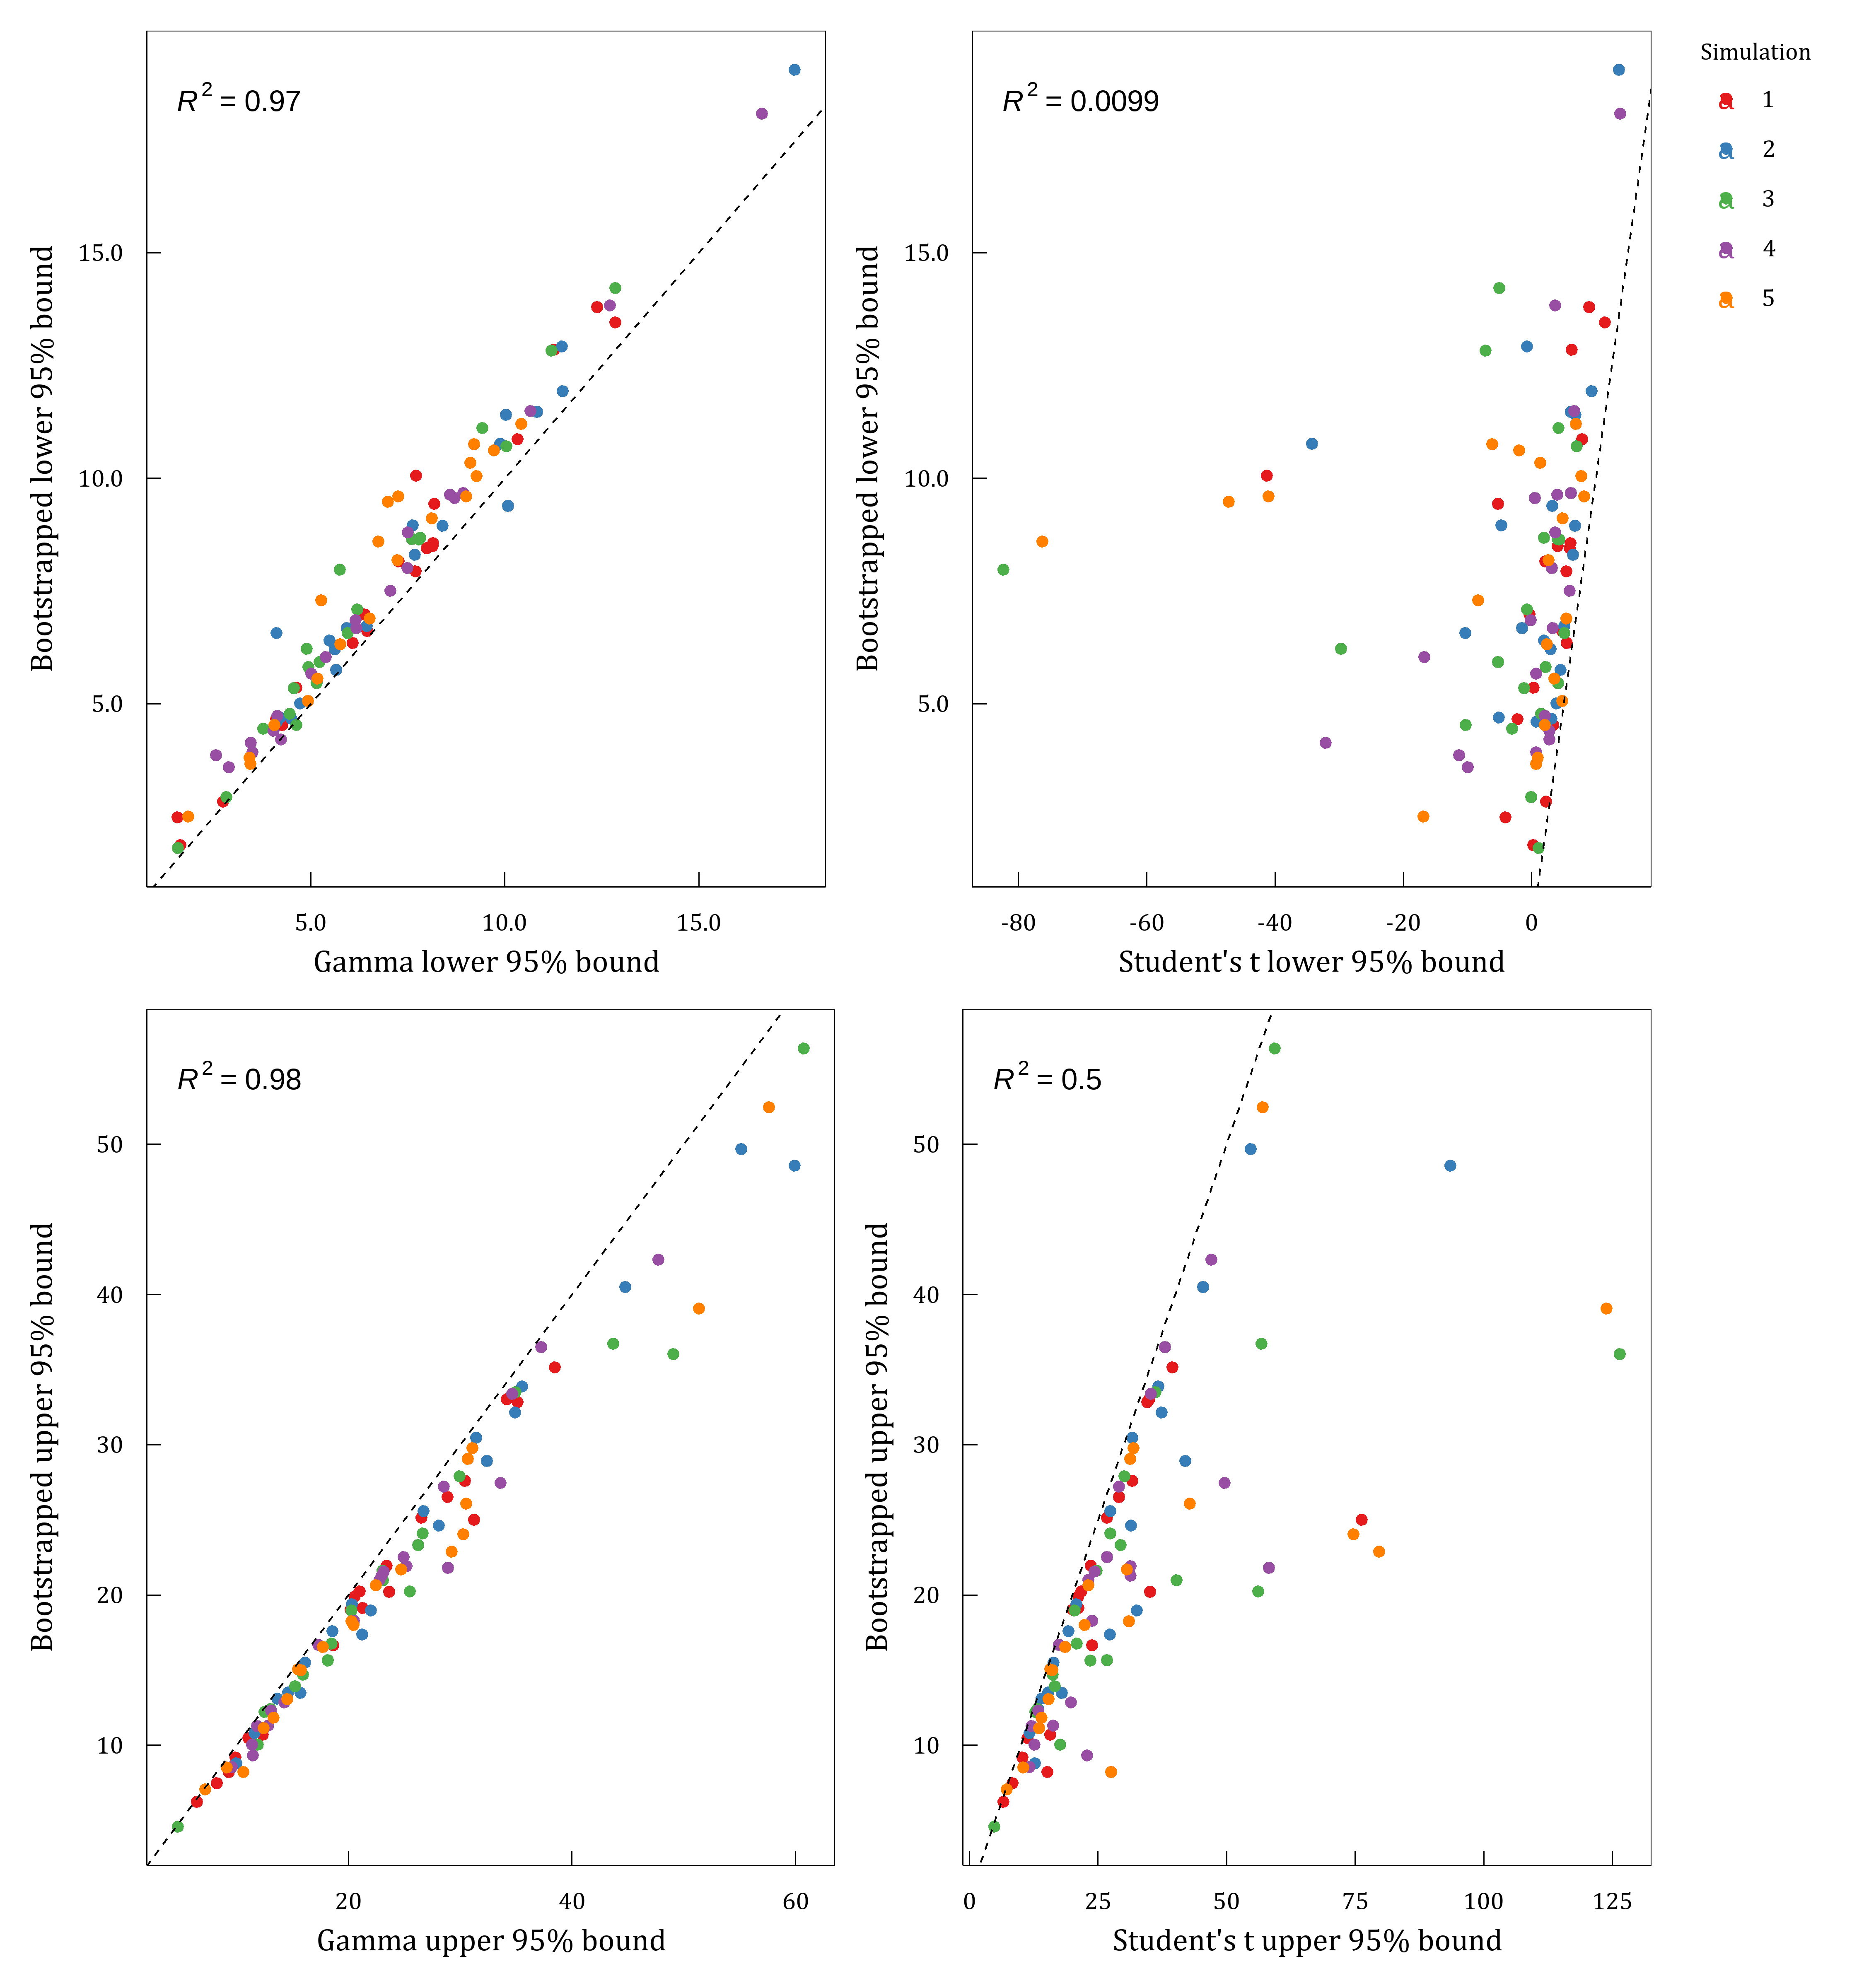 R² = 0.97
15.0
10.0
5.0
Bootstrapped lower 95% bound
5.0 10.0 15.0
Gamma lower 95% bound
R² = 0.0099
15.0
10.0
5.0
Bootstrapped lower 95% bound
-80 -60 -40 -20 0
Student's t lower 95% bound
Simulation
a 1
a 2
a 3
a 4
a 5
R² = 0.98
50
40
30
20
10
Bootstrapped upper 95% bound
20 40 60
Gamma upper 95% bound
R² = 0.5
50
40
30
20
10
Bootstrapped upper 95% bound
0 25 50 75 100 125
Student's t upper 95% bound